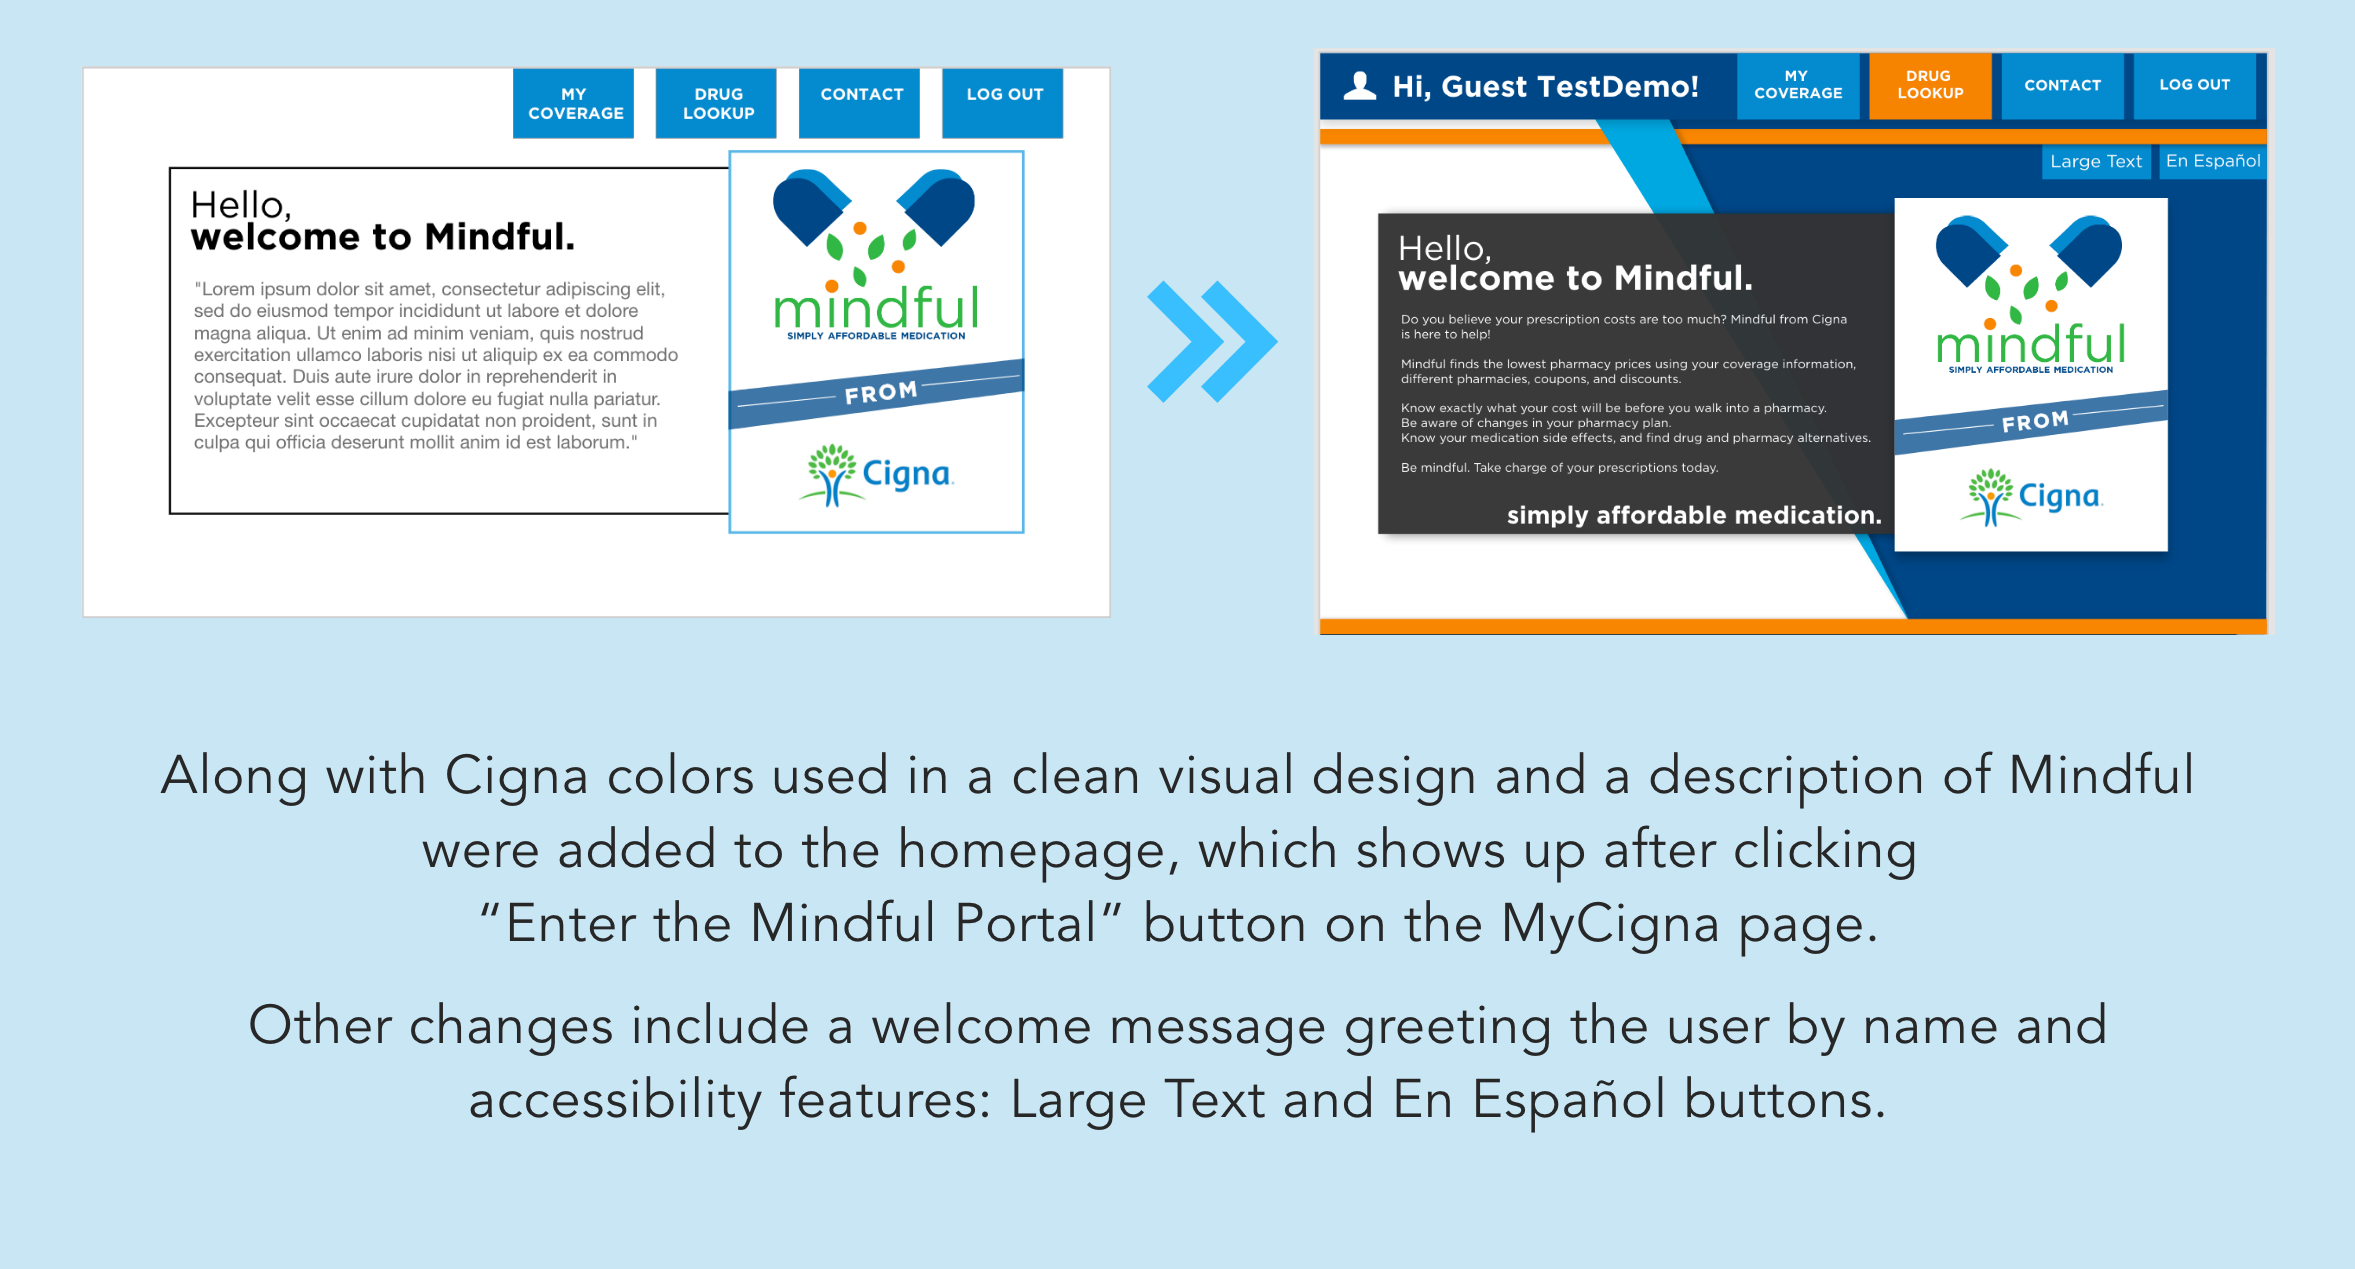 MY
COVERAGE
DRUG
LOOKUP
CONTACT
LOG OUT
Hello,
welcome to Mindful.
"Lorem ipsum dolor sit amet, consectetur adipiscing elit,
sed do eiusmod tempor incididunt ut labore et dolore
magna aliqua. Ut enim ad minim veniam, quis nostrud
exercitation ullamco laboris nisi ut aliquip ex ea commodo
consequat. Duis aute irure dolor in reprehenderit in
voluptate velit esse cillum dolore eu fugiat nulla pariatur.
Excepteur sint occaecat cupidatat non proident, sunt in
culpa qui officia deserunt mollit anim id est laborum."
mindful
SIMPLY AFFORDABLE MEDICATION
FROM
Cigna
Hi, Guest TestDemo!
MY
COVERAGE
DRUG
LOOKUP
CONTACT
LOG OUT
Large Text
En Español
Hello,
welcome to Mindful.
Do you believe your prescription costs are too much? Mindful from Cigna
is here to help!
Mindful finds the lowest pharmacy prices using your coverage information,
different pharmacies, coupons, and discounts.
Know exactly what your cost will be before you walk into a pharmacy.
Be aware of changes in your pharmacy plan.
Know your medication side effects, and find drug and pharmacy alternatives.
Be mindful. Take charge of your prescriptions today.
simply affordable medication.
mindful
SIMPLY AFFORDABLE MEDICATION
FROM
Cigna
Along with Cigna colors used in a clean visual design and a description of Mindful
were added to the homepage, which shows up after clicking
“Enter the Mindful Portal” button on the MyCigna page.
Other changes include a welcome message greeting the user by name and
accessibility features: Large Text and En Español buttons.